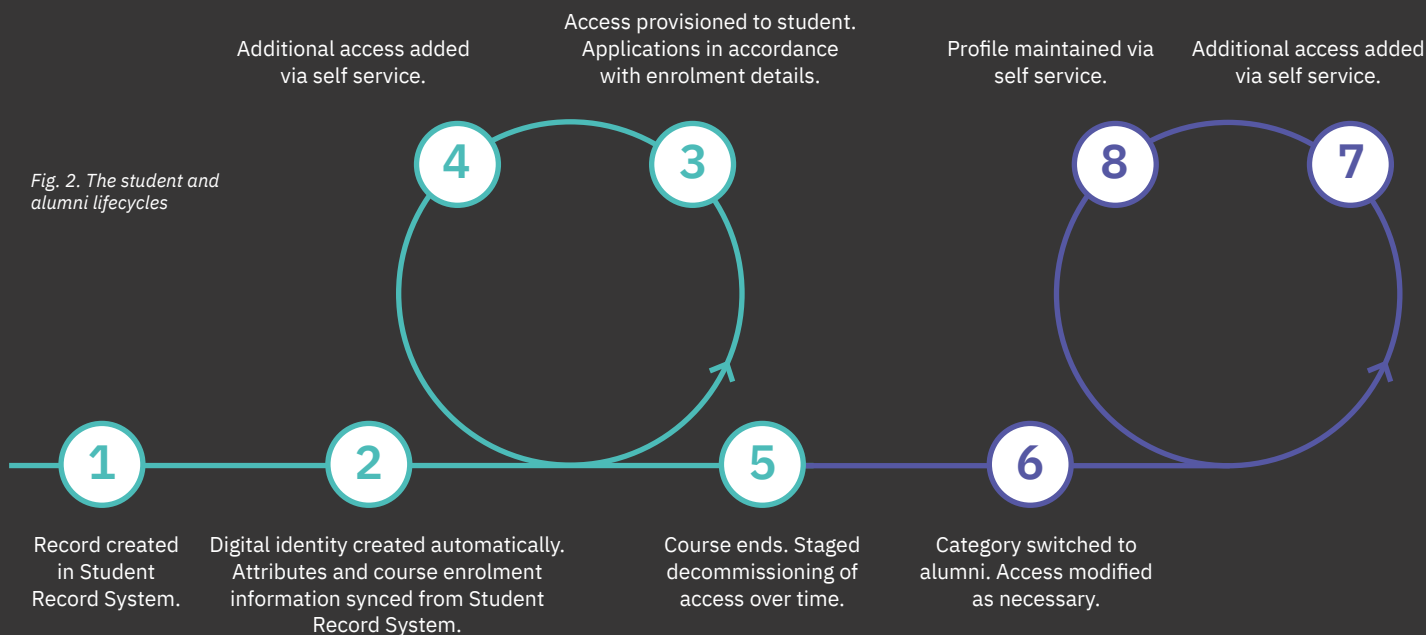 Additional access added
via self service.
Access provisioned to student.
Applications in accordance
with enrolment details.
Profile maintained via
self service.
Additional access added
via self service.
4
3
8
7
Fig. 2. The student and
alumni lifecycles
1
2
5
6
Record created
in Student
Record System.
Digital identity created automatically.
Attributes and course enrolment
information synced from Student
Record System.
Course ends. Staged
decommissioning of
access over time.
Category switched to
alumni. Access modified
as necessary.